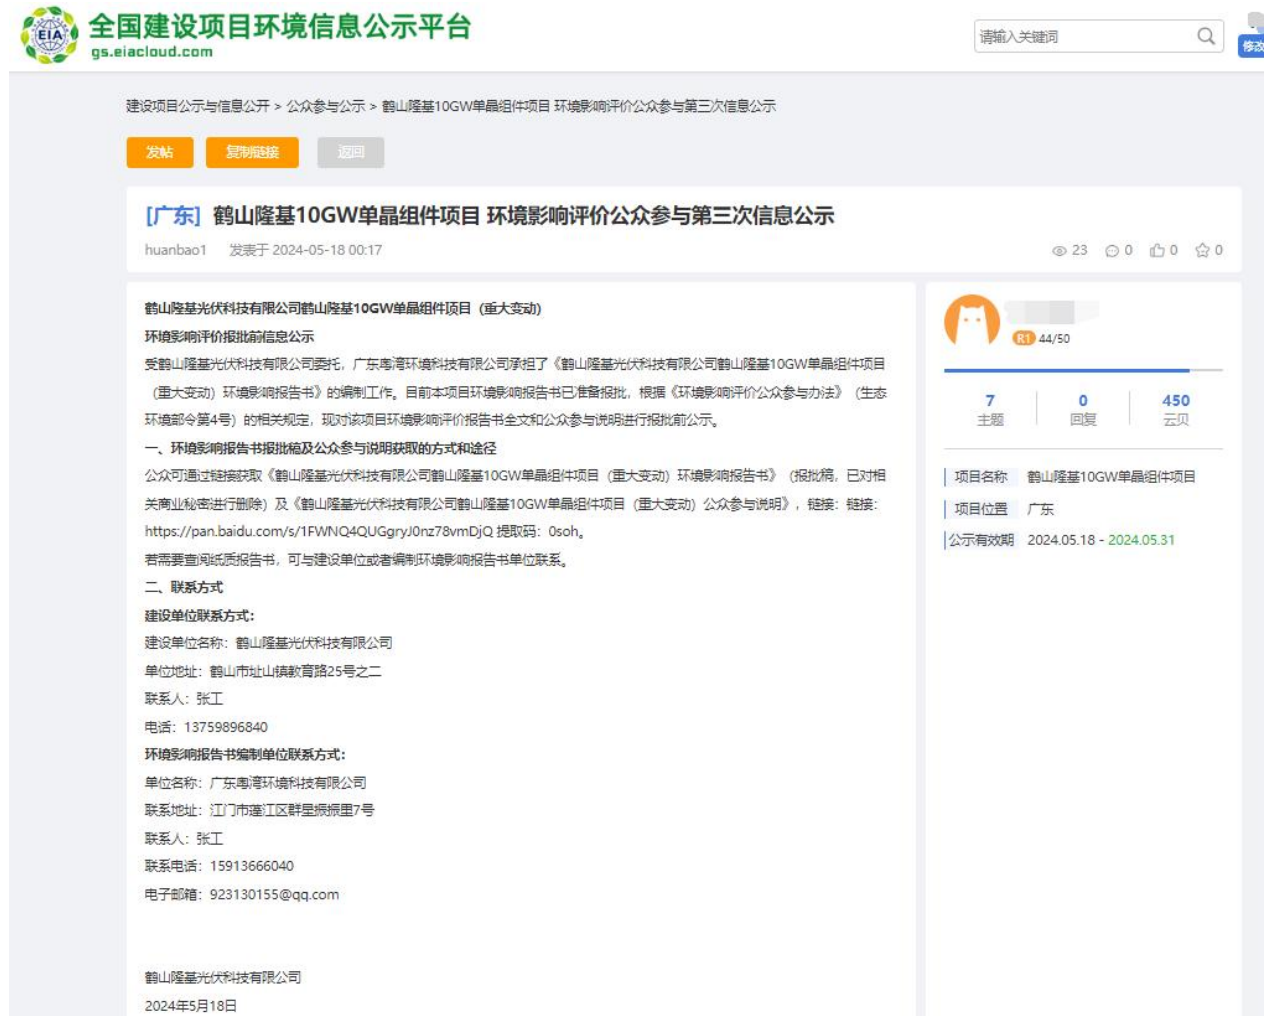 EIA
全国建设项目环境信息公示平台
gs.eiacloud.com
请输入关键词
修改
建设项目公示与信息公开 > 公众参与公示 > 鹤山隆基10GW单晶组件项目 环境影响评价公众参与第三次信息公示
发帖 复制链接 返回
[广东] 鹤山隆基10GW单晶组件项目 环境影响评价公众参与第三次信息公示
huanbao1 发表于 2024-05-18 00:17
23 0 0 0
鹤山隆基光伏科技有限公司鹤山隆基10GW单晶组件项目（重大变动）
环境影响评价报批前信息公示
受鹤山隆基光伏科技有限公司委托，广东粤湾环境科技有限公司承担了《鹤山隆基光伏科技有限公司鹤山隆基10GW单晶组件项目
（重大变动）环境影响报告书》的编制工作。目前本项目环境影响报告书已准备报批，根据《环境影响评价公众参与办法》（生态
环境部令第4号）的相关规定，现对该项目环境影响评价报告书全文和公众参与说明进行报批前公示。
一、环境影响报告书报批稿及公众参与说明获取的方式和途径
公众可通过链接获取《鹤山隆基光伏科技有限公司鹤山隆基10GW单晶组件项目（重大变动）环境影响报告书》（报批稿，已对相
关商业秘密进行删除）及《鹤山隆基光伏科技有限公司鹤山隆基10GW单晶组件项目（重大变动）公众参与说明》，链接：链接：
https://pan.baidu.com/s/1FWNQ4QUGgryJ0nz78vmDjQ 提取码：0soh。
若需要查阅纸质报告书，可与建设单位或者编制环境影响报告书单位联系。
二、联系方式
建设单位联系方式：
建设单位名称：鹤山隆基光伏科技有限公司
单位地址：鹤山市址山镇教育路25号之二
联系人：张工
电话：13759896840
环境影响报告书编制单位联系方式：
单位名称：广东粤湾环境科技有限公司
联系地址：江门市蓬江区群星振振里7号
联系人：张工
联系电话：15913666040
电子邮箱：923130155@qq.com
鹤山隆基光伏科技有限公司
2024年5月18日
R1 44/50
7 0 450
主题 回复 云贝
项目名称 鹤山隆基10GW单晶组件项目
项目位置 广东
公示有效期 2024.05.18 - 2024.05.31